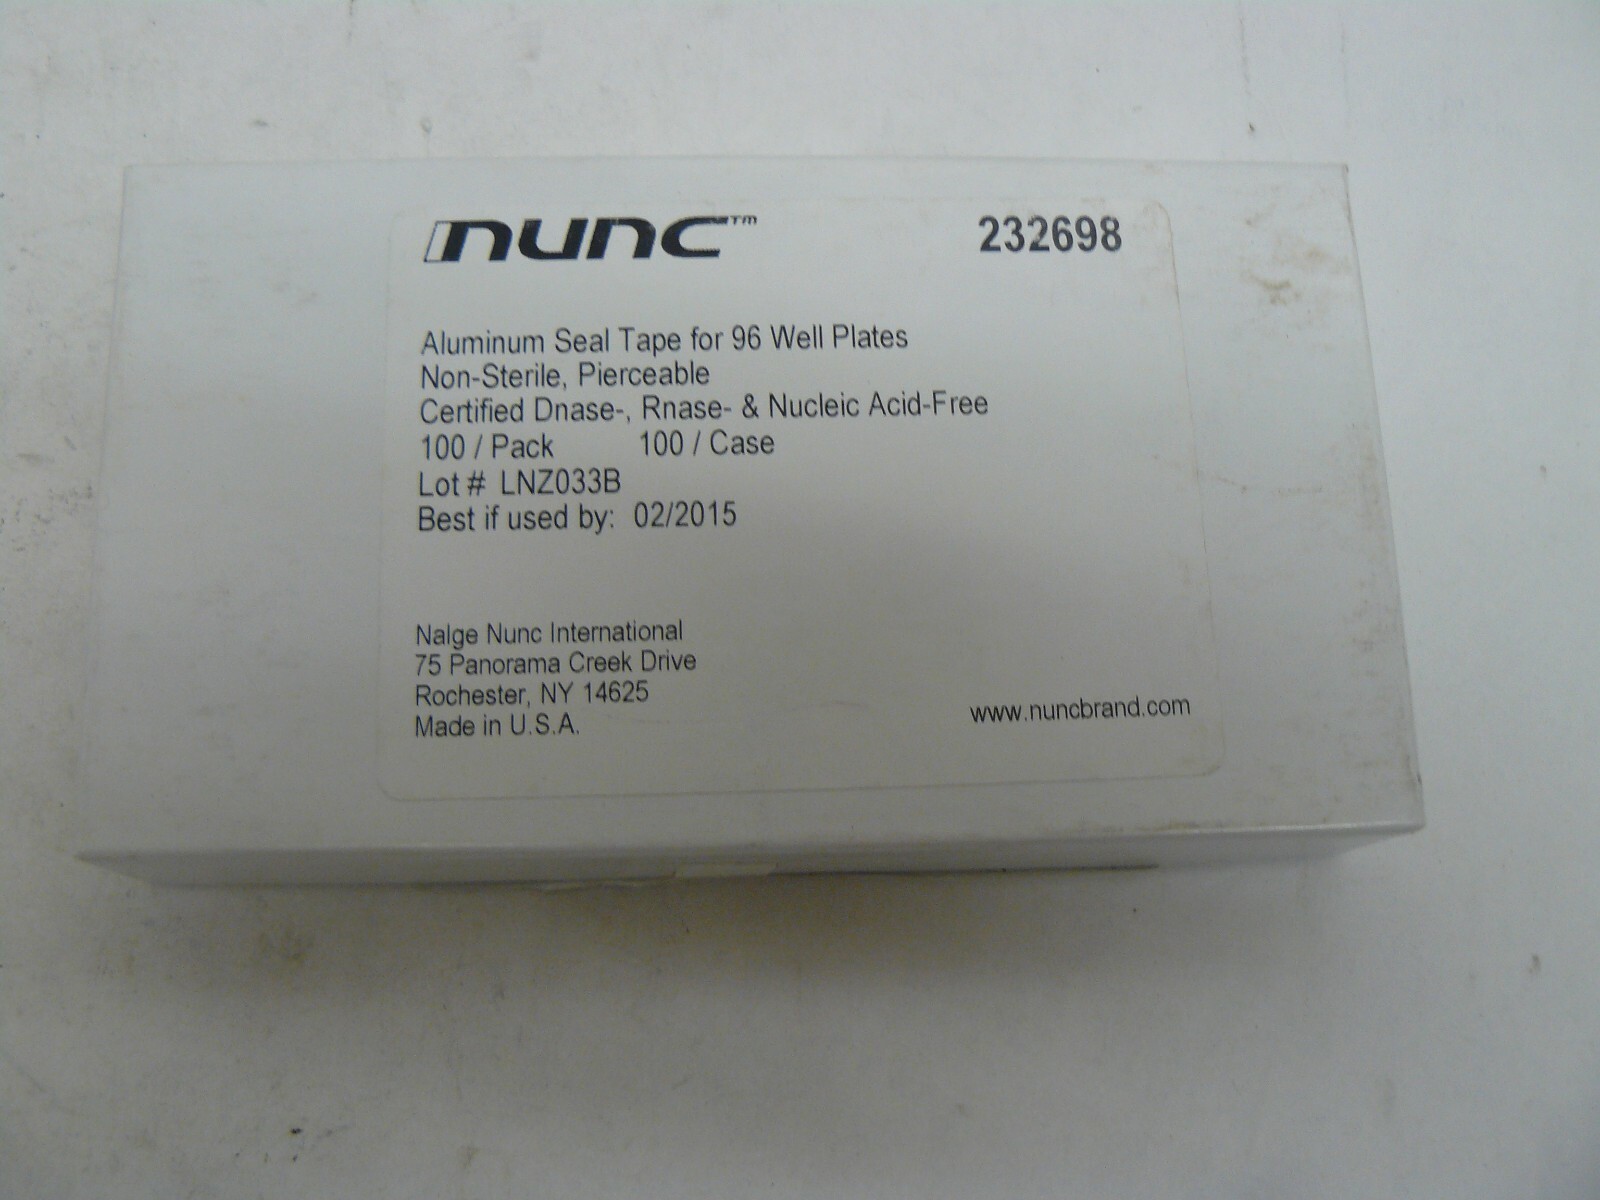 nunc™ 232698
Aluminum Seal Tape for 96 Well Plates
Non-Sterile, Pierceable
Certified Dnase-, Rnase- & Nucleic Acid-Free
100 / Pack 100 / Case
Lot # LNZ033B
Best if used by: 02/2015
Nalge Nunc International
75 Panorama Creek Drive
Rochester, NY 14625
Made in U.S.A.
www.nuncbrand.com